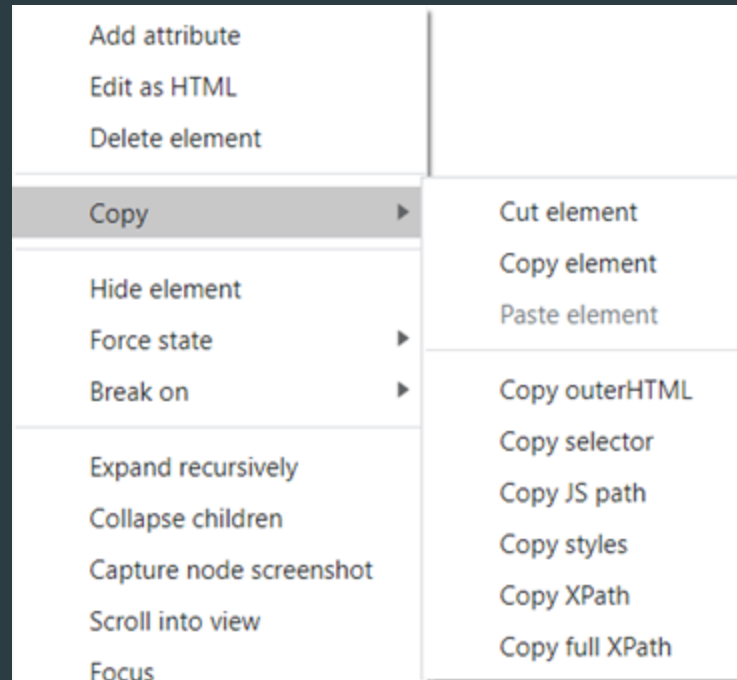 Add attribute
Edit as HTML
Delete element
Copy
Hide element
Force state
Break on
Expand recursively
Collapse children
Capture node screenshot
Scroll into view
Focus
Cut element
Copy element
Paste element
Copy outerHTML
Copy selector
Copy JS path
Copy styles
Copy XPath
Copy full XPath